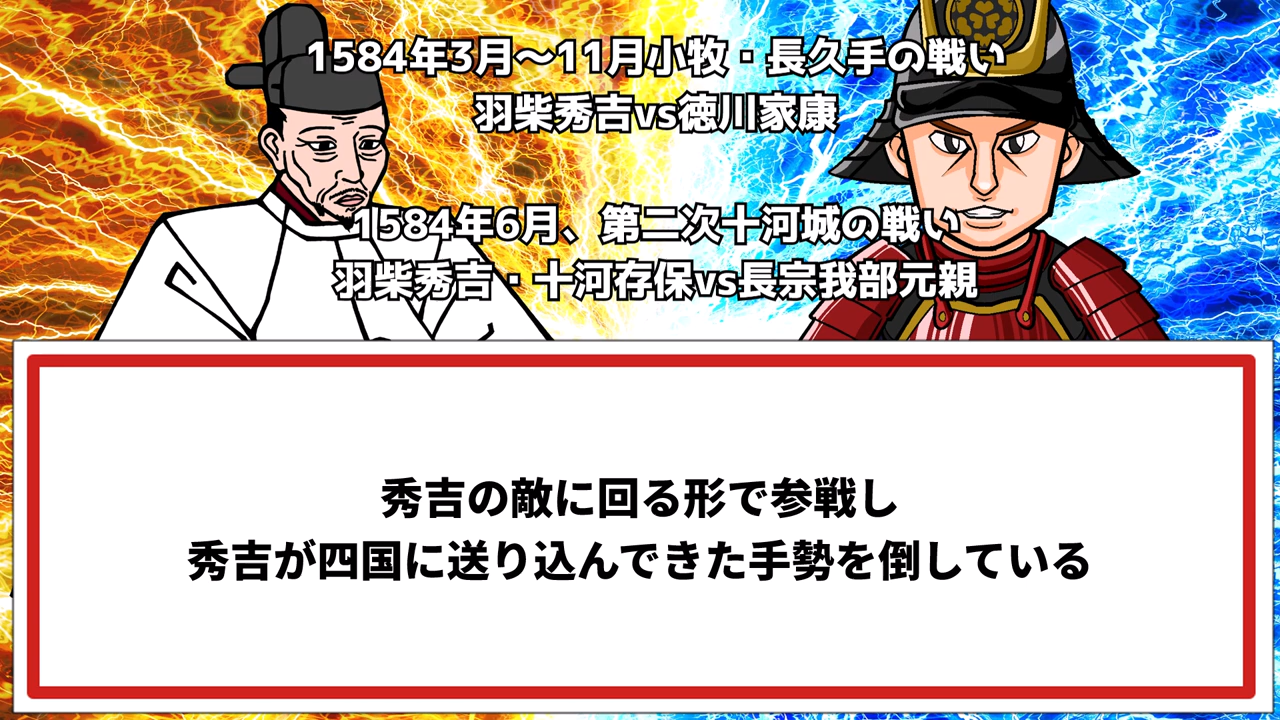 1584年3月〜11月小牧・長久手の戦い
羽柴秀吉vs徳川家康
1584年6月、第二次十河城の戦い
羽柴秀吉・十河存保vs長宗我部元親
秀吉の敵に回る形で参戦し
秀吉が四国に送り込んできた手勢を倒している